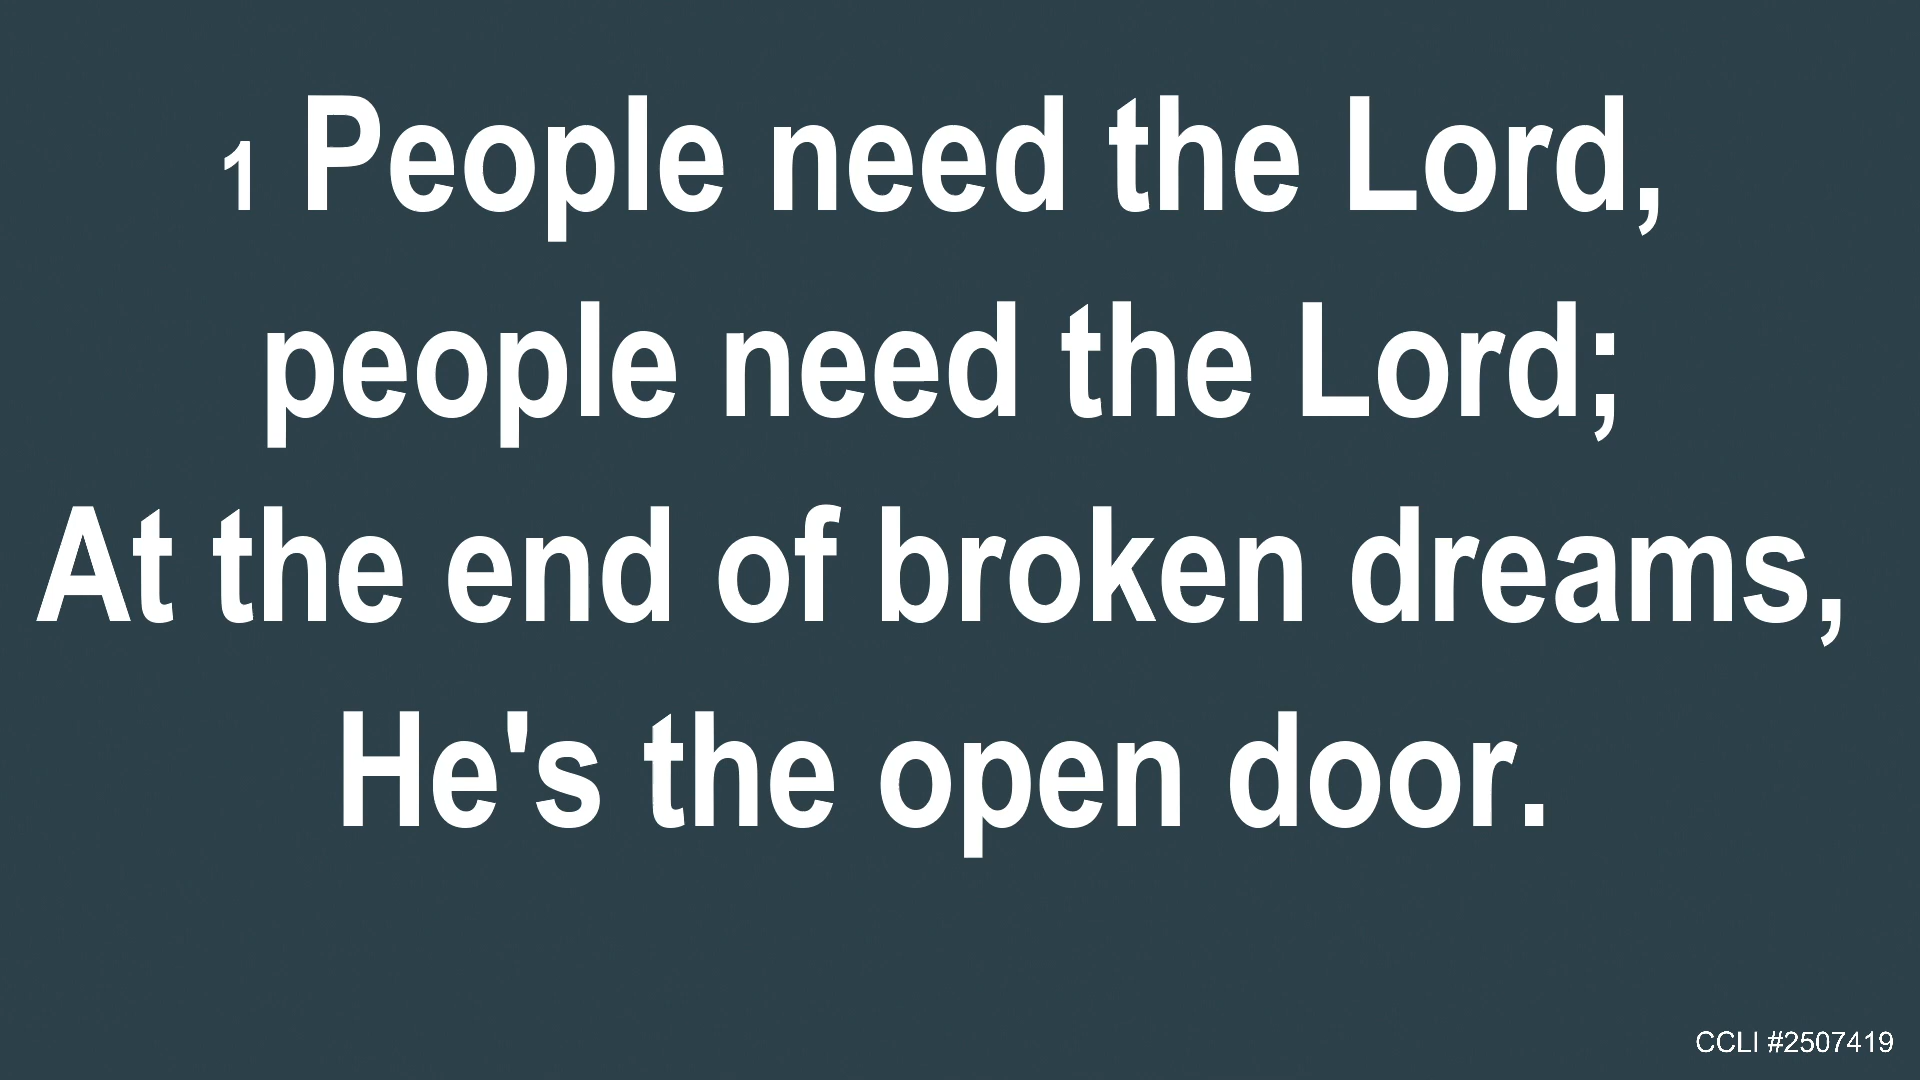 1 People need the Lord,
people need the Lord;
At the end of broken dreams,
He's the open door.
CCLI #2507419